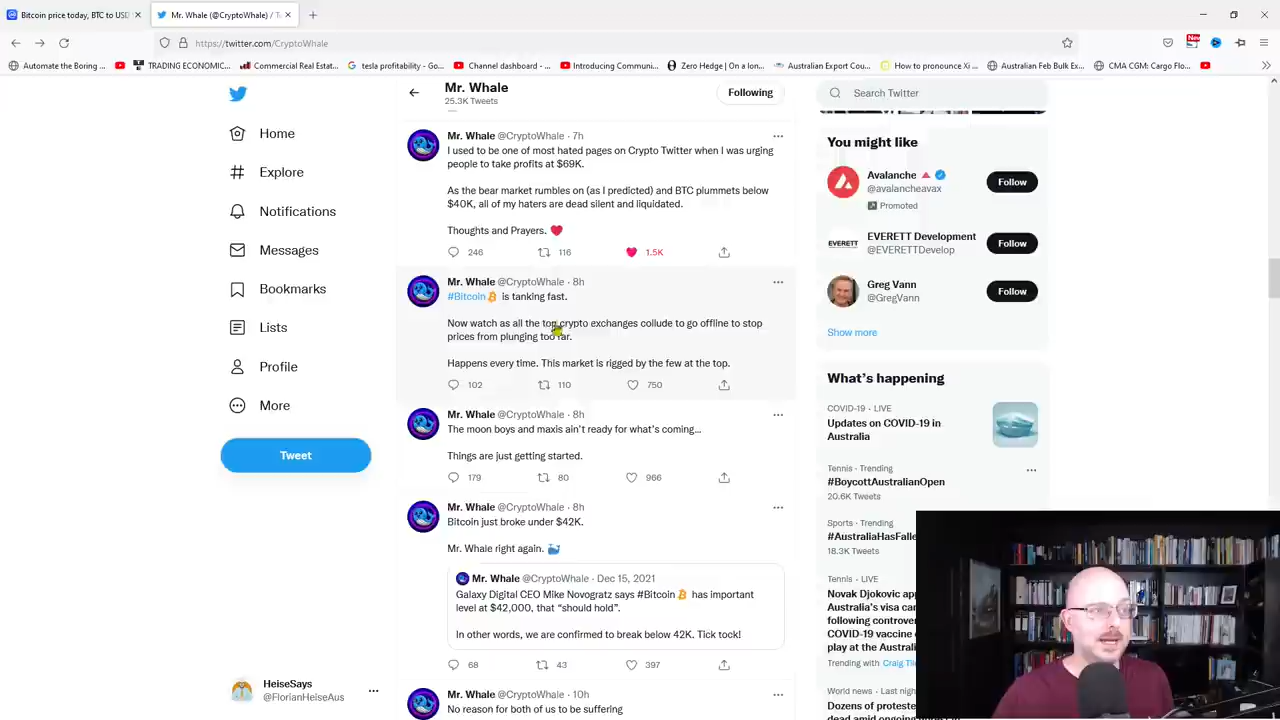 Bitcoin price today, BTC to USD
Mr. Whale (@CryptoWhale) / T
https://twitter.com/CryptoWhale
New
Automate the Boring ...
TRADING ECONOMIC...
Commercial Real Estat...
tesla profitability - Go...
Channel dashboard - ...
Introducing Communi...
Zero Hedge | On a lon...
Australian Export Cou...
How to pronounce Xi ...
Australian Feb Bulk Ex...
CMA CGM: Cargo Flo...
Home
Explore
Notifications
Messages
Bookmarks
Lists
Profile
More
Tweet
HeiseSays
@FlorianHeiseAus
Mr. Whale
25.3K Tweets
Following
Mr. Whale @CryptoWhale · 7h
I used to be one of most hated pages on Crypto Twitter when I was urging
people to take profits at $69K.
As the bear market rumbles on (as I predicted) and BTC plummets below
$40K, all of my haters are dead silent and liquidated.
Thoughts and Prayers. ❤️
246 116 1.5K
Mr. Whale @CryptoWhale · 8h
#Bitcoin is tanking fast.
Now watch as all the top crypto exchanges collude to go offline to stop
prices from plunging too far.
Happens every time. This market is rigged by the few at the top.
102 110 750
Mr. Whale @CryptoWhale · 8h
The moon boys and maxis ain't ready for what's coming...
Things are just getting started.
179 80 966
Mr. Whale @CryptoWhale · 8h
Bitcoin just broke under $42K.
Mr. Whale right again. 🐳
Mr. Whale @CryptoWhale · Dec 15, 2021
Galaxy Digital CEO Mike Novogratz says #Bitcoin has important
level at $42,000, that “should hold”.
In other words, we are confirmed to break below 42K. Tick tock!
68 43 397
Mr. Whale @CryptoWhale · 10h
No reason for both of us to be suffering
Search Twitter
You might like
Avalanche
@avalancheavax
Promoted
Follow
EVERETT
EVERETT Development
@EVERETTDevelop
Follow
Greg Vann
@GregVann
Follow
Show more
What's happening
COVID-19 · LIVE
Updates on COVID-19 in
Australia
Tennis · Trending
#BoycottAustralianOpen
20.6K Tweets
Sports · Trending
#AustraliaHasFalle
18.3K Tweets
Tennis · LIVE
Novak Djokovic app
Australia's visa can
following controver
COVID-19 vaccine
play at the Australi
Trending with Craig Til
World news · Last nigh
Dozens of proteste
dead amid ongoing